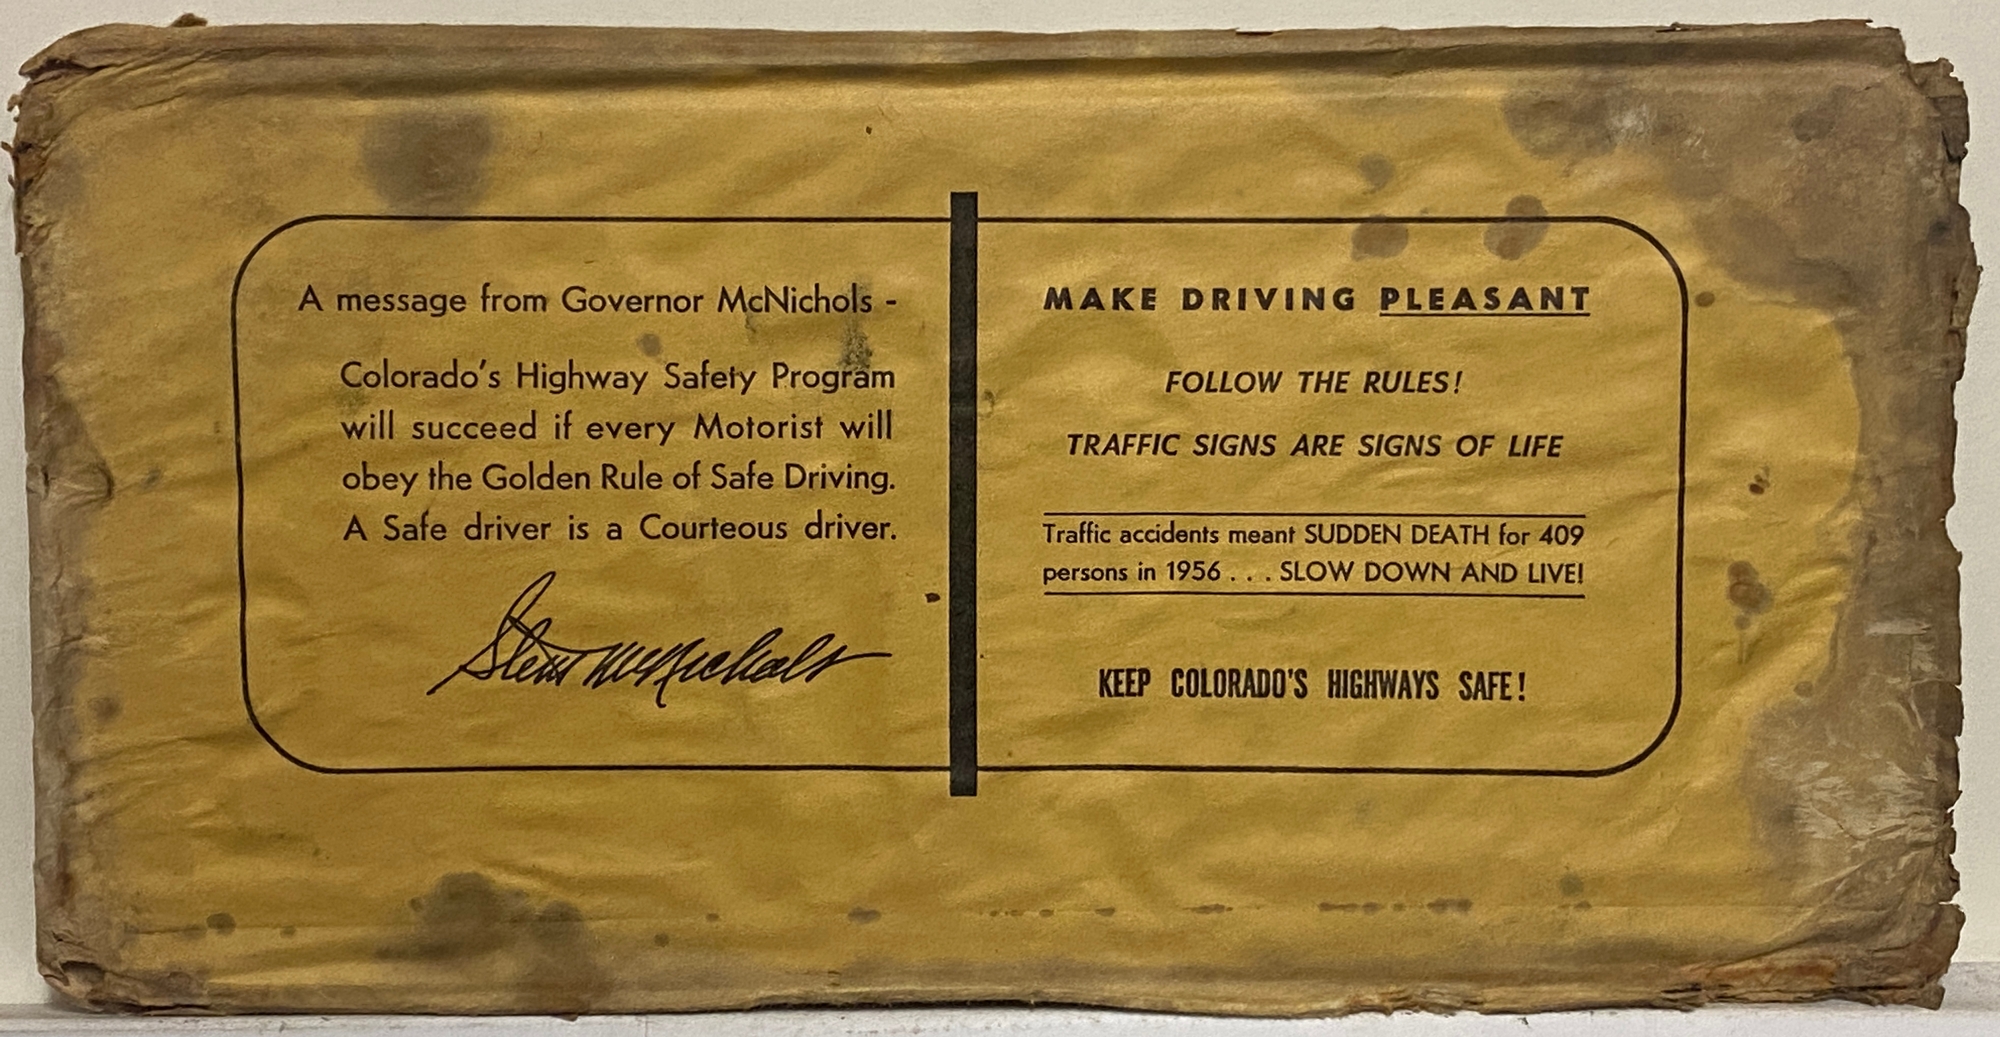 A message from Governor McNichols -
Colorado's Highway Safety Program
will succeed if every Motorist will
obey the Golden Rule of Safe Driving.
A Safe driver is a Courteous driver.
Steve McNichols
MAKE DRIVING PLEASANT
FOLLOW THE RULES!
TRAFFIC SIGNS ARE SIGNS OF LIFE
Traffic accidents meant SUDDEN DEATH for 409
persons in 1956 . . . SLOW DOWN AND LIVE!
KEEP COLORADO'S HIGHWAYS SAFE!